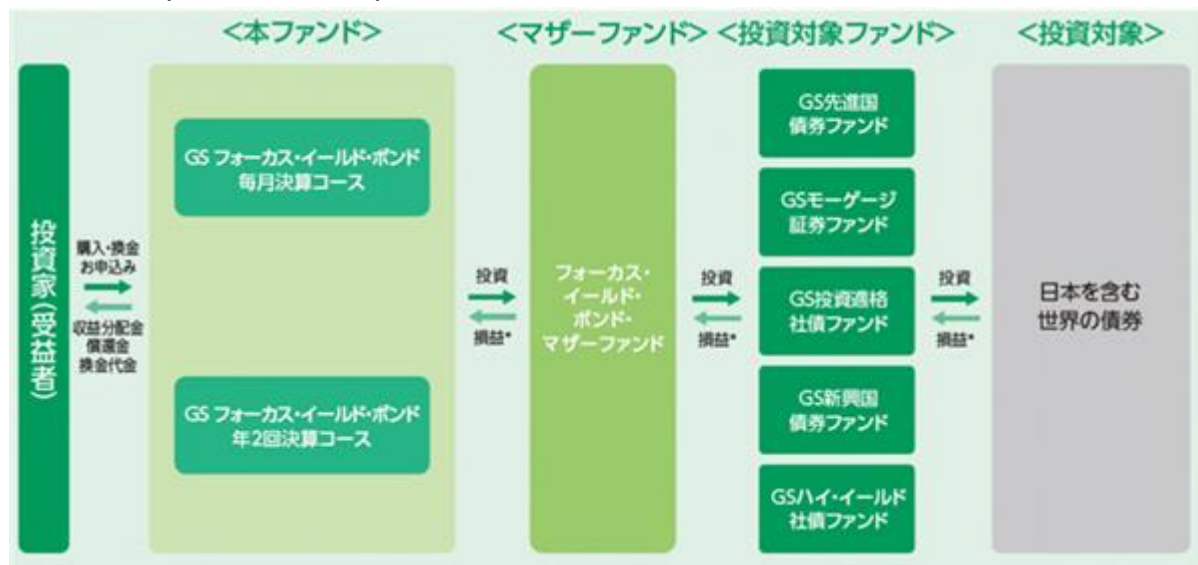 <本ファンド>
<マザーファンド>
<投資対象ファンド>
<投資対象>
投資家(受益者)
購入・換金
お申込み
収益分配金
償還金
換金代金
GS フォーカス・イールド・ボンド
毎月決算コース
GS フォーカス・イールド・ボンド
年2回決算コース
投資
損益*
フォーカス・
イールド・
ボンド・
マザーファンド
投資
損益*
GS先進国
債券ファンド
GSモーゲージ
証券ファンド
GS投資適格
社債ファンド
GS新興国
債券ファンド
GSハイ・イールド
社債ファンド
投資
損益*
日本を含む
世界の債券